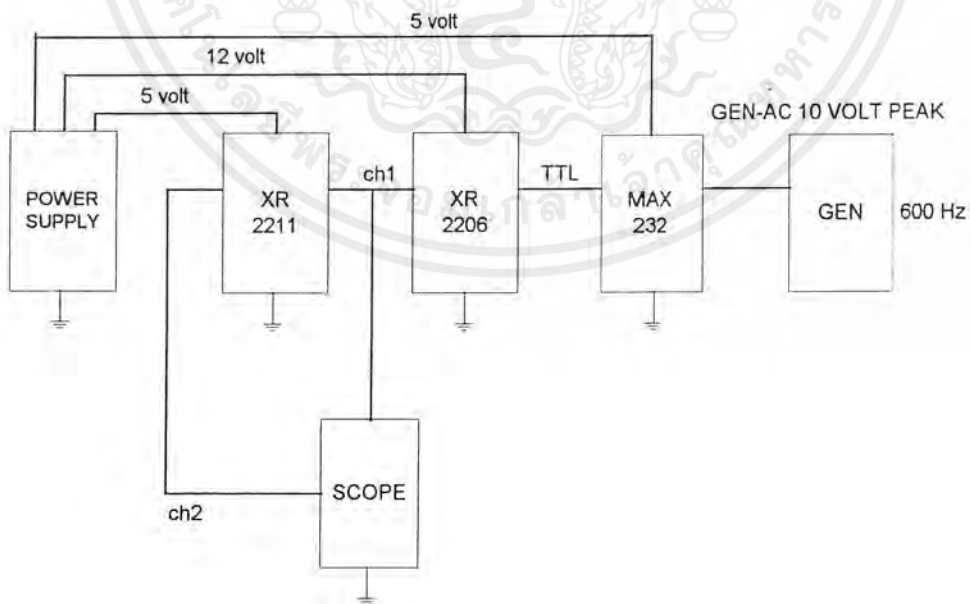 5 volt
12 volt
5 volt
GEN-AC 10 VOLT PEAK
POWER
SUPPLY
XR
2211
ch1
XR
2206
TTL
MAX
232
GEN
600 Hz
SCOPE
ch2